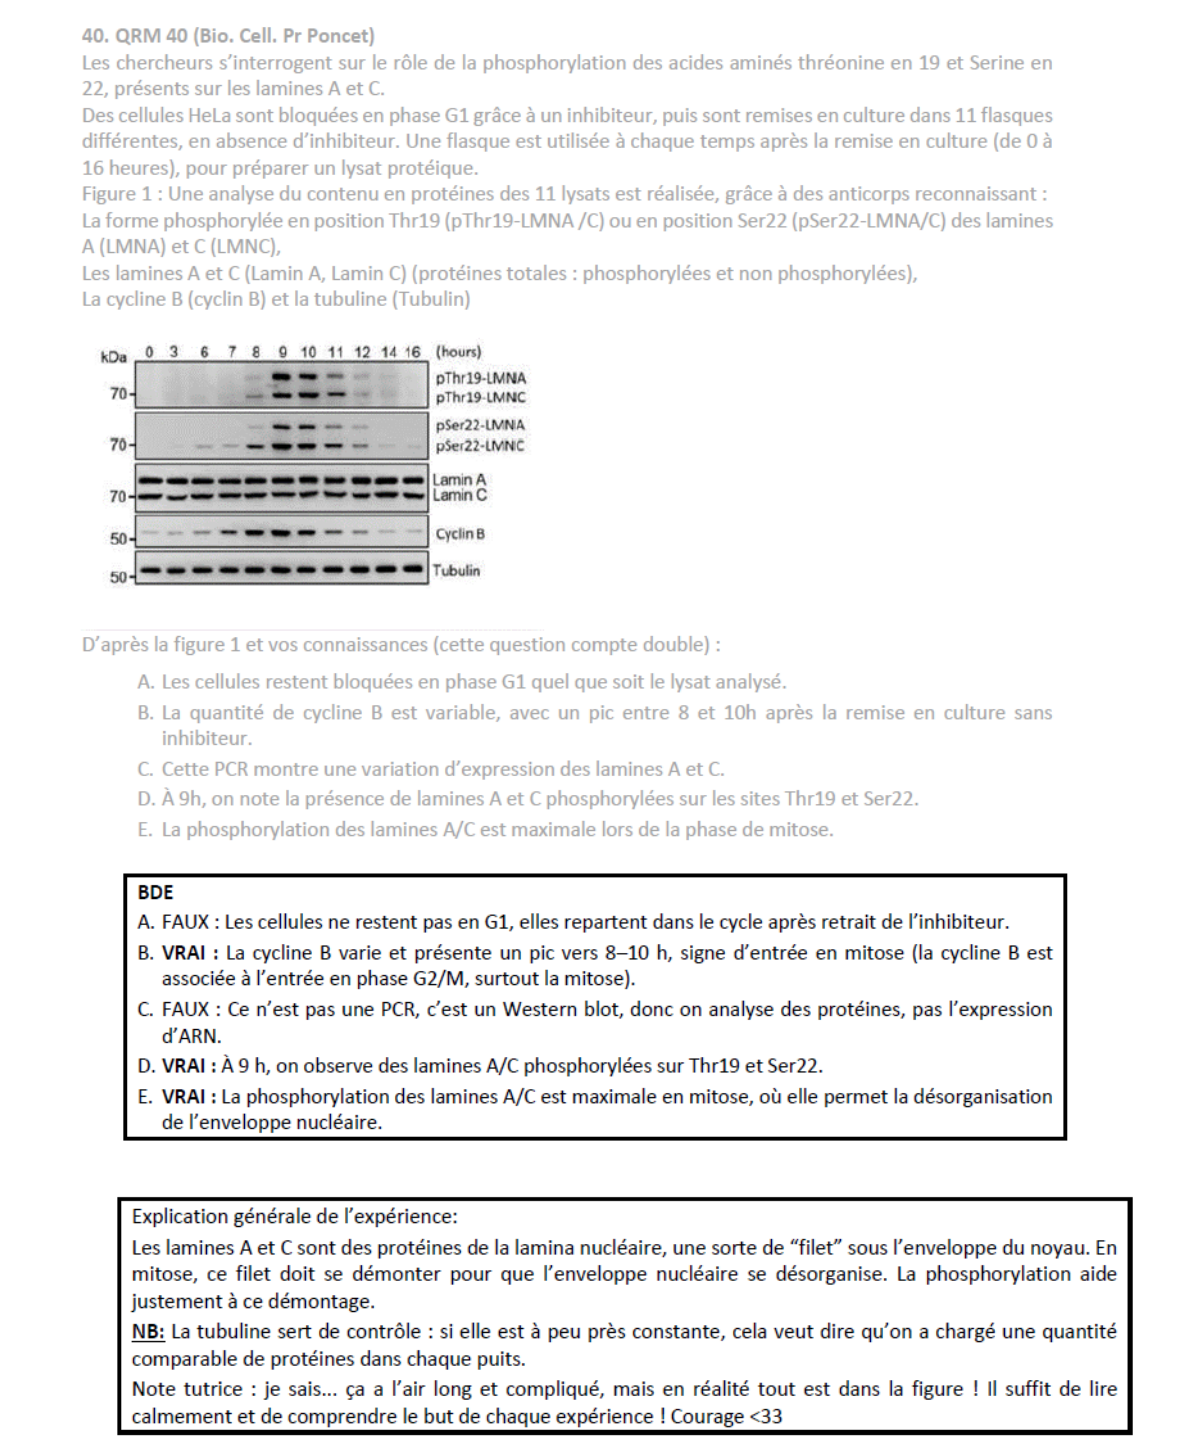 40. QRM 40 (Bio. Cell. Pr Poncet)
Les chercheurs s’interrogent sur le rôle de la phosphorylation des acides aminés thréonine en 19 et Serine en
22, présents sur les lamines A et C.
Des cellules HeLa sont bloquées en phase G1 grâce à un inhibiteur, puis sont remises en culture dans 11 flasques
différentes, en absence d’inhibiteur. Une flasque est utilisée à chaque temps après la remise en culture (de 0 à
16 heures), pour préparer un lysat protéique.
Figure 1 : Une analyse du contenu en protéines des 11 lysats est réalisée, grâce à des anticorps reconnaissant :
La forme phosphorylée en position Thr19 (pThr19-LMNA /C) ou en position Ser22 (pSer22-LMNA/C) des lamines
A (LMNA) et C (LMNC),
Les lamines A et C (Lamin A, Lamin C) (protéines totales : phosphorylées et non phosphorylées),
La cycline B (cyclin B) et la tubuline (Tubulin)
kDa 0 3 6 7 8 9 10 11 12 14 16 (hours)
pThr19-LMNA
70- pThr19-LMNC
pSer22-LMNA
70- pSer22-LMNC
Lamin A
70- Lamin C
50- Cyclin B
50- Tubulin
D’après la figure 1 et vos connaissances (cette question compte double) :
A. Les cellules restent bloquées en phase G1 quel que soit le lysat analysé.
B. La quantité de cycline B est variable, avec un pic entre 8 et 10h après la remise en culture sans
inhibiteur.
C. Cette PCR montre une variation d’expression des lamines A et C.
D. À 9h, on note la présence de lamines A et C phosphorylées sur les sites Thr19 et Ser22.
E. La phosphorylation des lamines A/C est maximale lors de la phase de mitose.
BDE
A. FAUX : Les cellules ne restent pas en G1, elles repartent dans le cycle après retrait de l’inhibiteur.
B. VRAI : La cycline B varie et présente un pic vers 8–10 h, signe d’entrée en mitose (la cycline B est
associée à l’entrée en phase G2/M, surtout la mitose).
C. FAUX : Ce n’est pas une PCR, c’est un Western blot, donc on analyse des protéines, pas l’expression
d’ARN.
D. VRAI : À 9 h, on observe des lamines A/C phosphorylées sur Thr19 et Ser22.
E. VRAI : La phosphorylation des lamines A/C est maximale en mitose, où elle permet la désorganisation
de l’enveloppe nucléaire.
Explication générale de l’expérience:
Les lamines A et C sont des protéines de la lamina nucléaire, une sorte de “filet” sous l’enveloppe du noyau. En
mitose, ce filet doit se démonter pour que l’enveloppe nucléaire se désorganise. La phosphorylation aide
justement à ce démontage.
NB: La tubuline sert de contrôle : si elle est à peu près constante, cela veut dire qu’on a chargé une quantité
comparable de protéines dans chaque puits.
Note tutrice : je sais... ça a l’air long et compliqué, mais en réalité tout est dans la figure ! Il suffit de lire
calmement et de comprendre le but de chaque expérience ! Courage <33